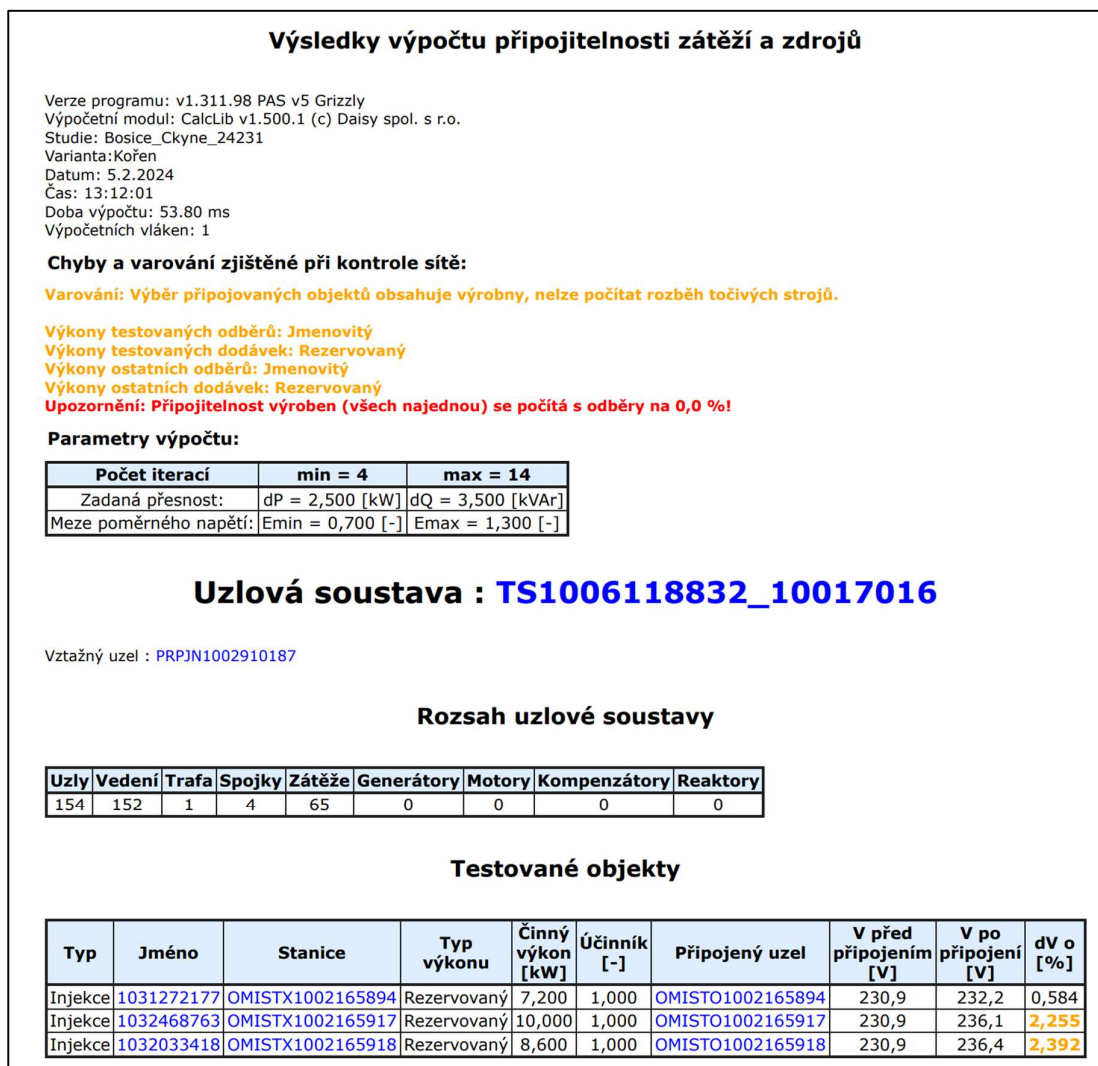 Výsledky výpočtu připojitelnosti zátěží a zdrojů
Verze programu: v1.311.98 PAS v5 Grizzly
Výpočetní modul: CalcLib v1.500.1 (c) Daisy spol. s r.o.
Studie: Bosice_Ckyne_24231
Varianta:Kořen
Datum: 5.2.2024
Čas: 13:12:01
Doba výpočtu: 53.80 ms
Výpočetních vláken: 1
Chyby a varování zjištěné při kontrole sítě:
Varování: Výběr připojovaných objektů obsahuje výrobny, nelze počítat rozběh točivých strojů.
Výkony testovaných odběrů: Jmenovitý
Výkony testovaných dodávek: Rezervovaný
Výkony ostatních odběrů: Jmenovitý
Výkony ostatních dodávek: Rezervovaný
Upozornění: Připojitelnost výroben (všech najednou) se počítá s odběry na 0,0 %!
Parametry výpočtu:
Počet iterací min = 4 max = 14
Zadaná přesnost: dP = 2,500 [kW] dQ = 3,500 [kVAr]
Meze poměrného napětí: Emin = 0,700 [-] Emax = 1,300 [-]
Uzlová soustava : TS1006118832_10017016
Vztažný uzel : PRPJN1002910187
Rozsah uzlové soustavy
Uzly Vedení Trafa Spojky Zátěže Generátory Motory Kompenzátory Reaktory
154 152 1 4 65 0 0 0 0
Testované objekty
Typ Jméno Stanice Typ výkonu Činný výkon [kW] Účinník [-] Připojený uzel V před připojením [V] V po připojení [V] dV o [%]
Injekce 1031272177 OMISTX1002165894 Rezervovaný 7,200 1,000 OMISTO1002165894 230,9 232,2 0,584
Injekce 1032468763 OMISTX1002165917 Rezervovaný 10,000 1,000 OMISTO1002165917 230,9 236,1 2,255
Injekce 1032033418 OMISTX1002165918 Rezervovaný 8,600 1,000 OMISTO1002165918 230,9 236,4 2,392